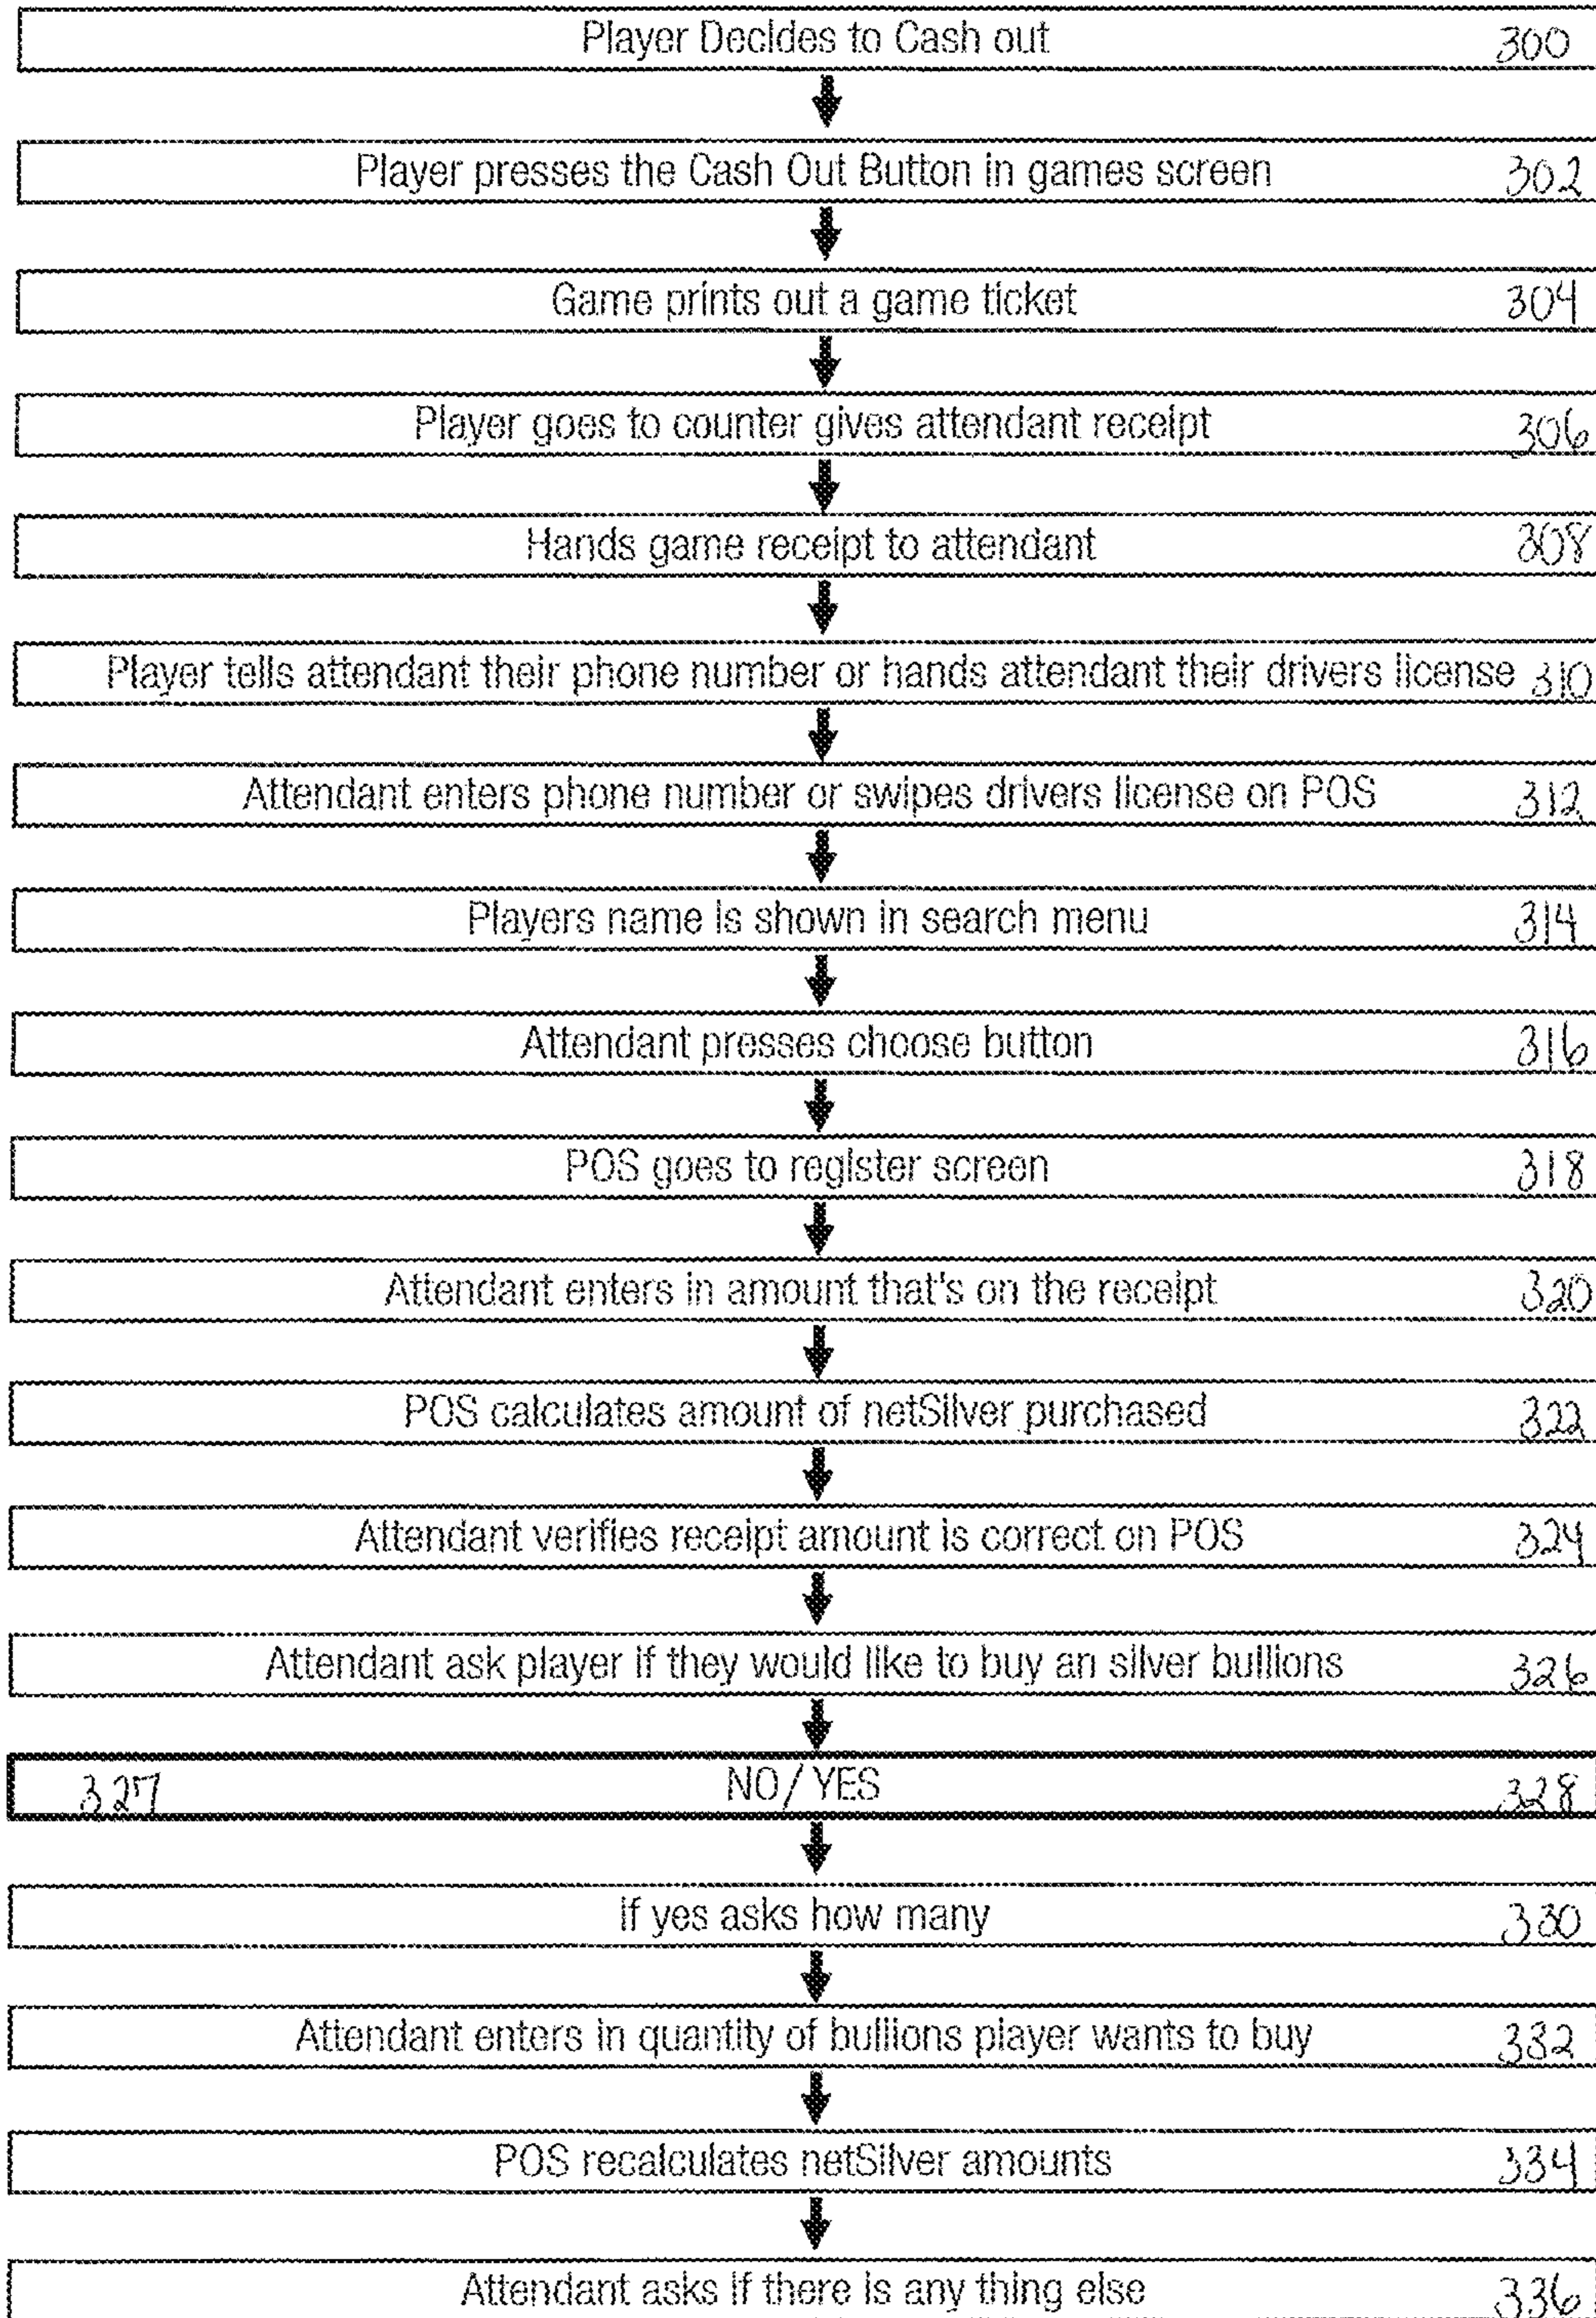 Player Decides to Cash out 300
Player presses the Cash Out Button in games screen 302
Game prints out a game ticket 304
Player goes to counter gives attendant receipt 306
Hands game receipt to attendant 308
Player tells attendant their phone number or hands attendant their drivers license 310
Attendant enters phone number or swipes drivers license on POS 312
Players name is shown in search menu 314
Attendant presses choose button 316
POS goes to register screen 318
Attendant enters in amount that's on the receipt 320
POS calculates amount of netSilver purchased 322
Attendant verifies receipt amount is correct on POS 324
Attendant ask player if they would like to buy an silver bullions 326
327 NO/ YES 328
If yes asks how many 330
Attendant enters in quantity of bullions player wants to buy 332
POS recalculates netSilver amounts 334
Attendant asks if there is any thing else 336